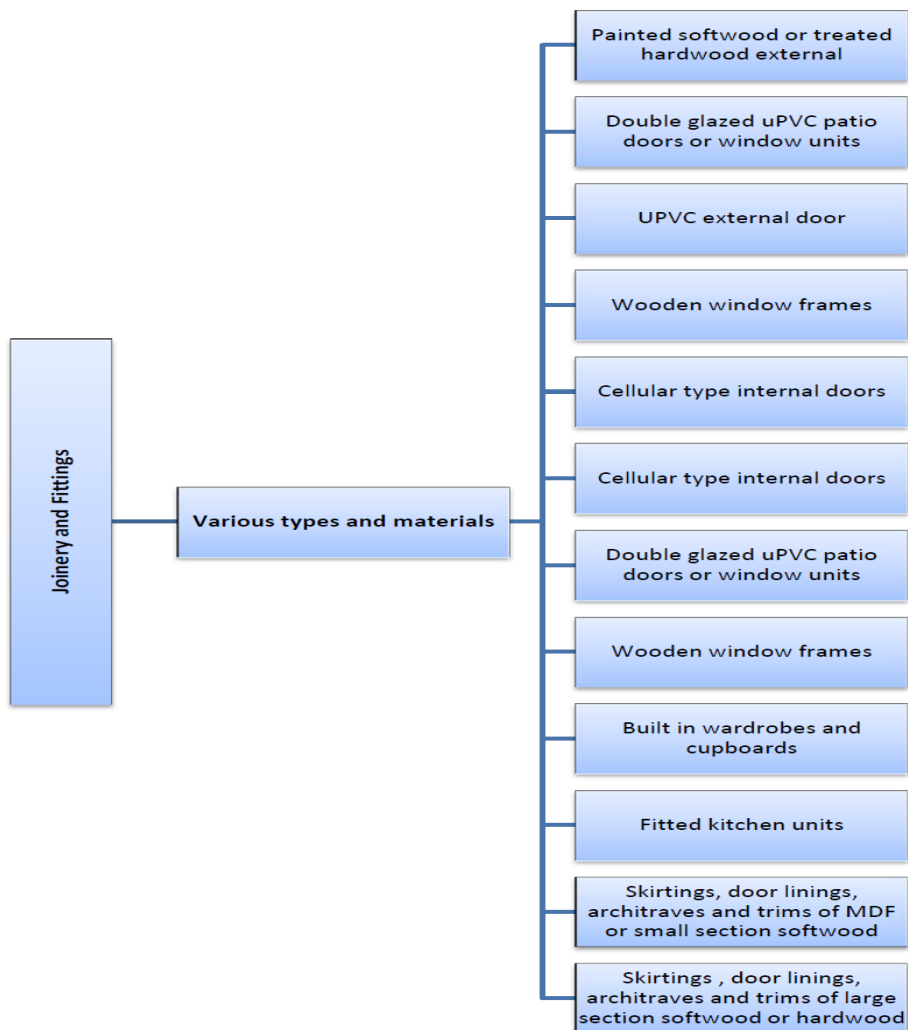 Joinery and Fittings
Various types and materials
Painted softwood or treated
hardwood external
Double glazed uPVC patio
doors or window units
UPVC external door
Wooden window frames
Cellular type internal doors
Cellular type internal doors
Double glazed uPVC patio
doors or window units
Wooden window frames
Built in wardrobes and
cupboards
Fitted kitchen units
Skirtings, door linings,
architraves and trims of MDF
or small section softwood
Skirtings , door linings,
architraves and trims of large
section softwood or hardwood